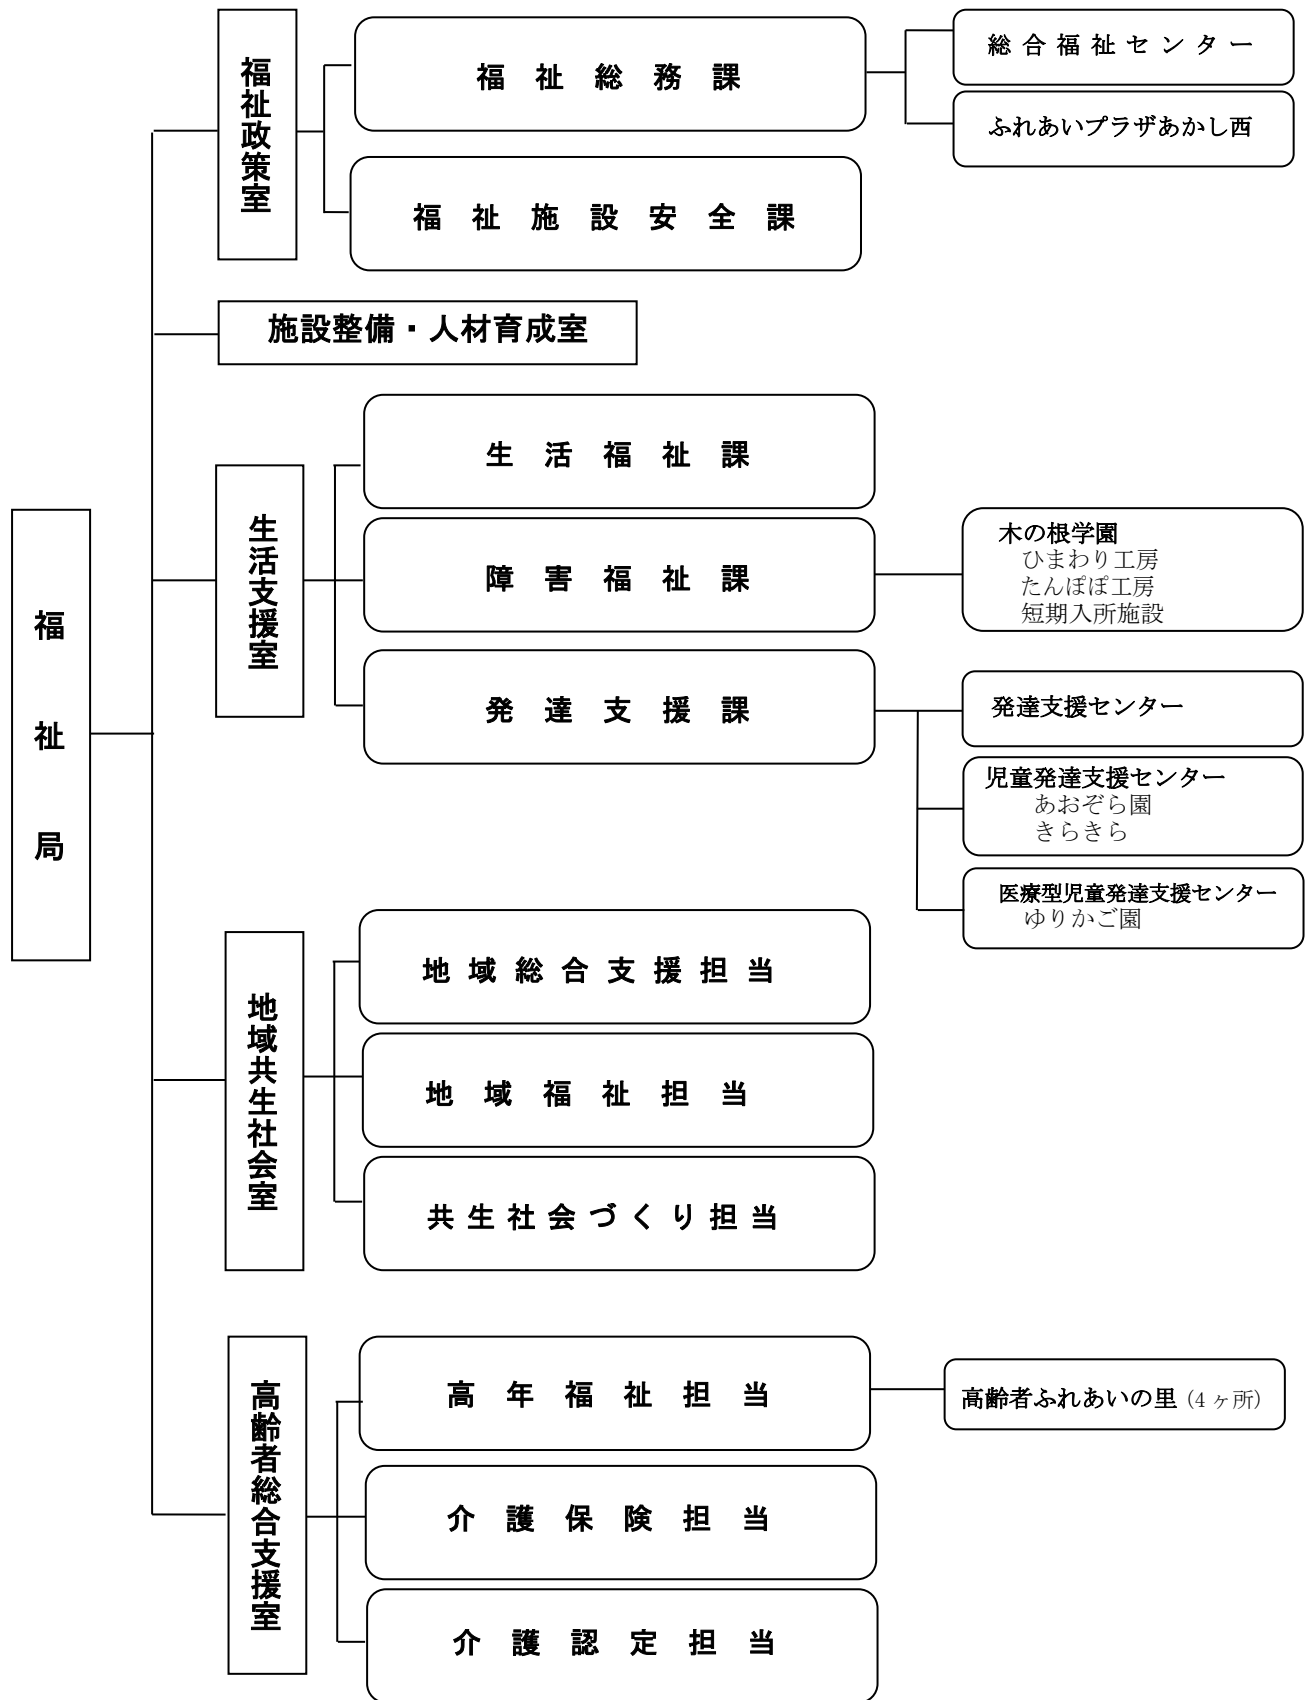 福祉局
福祉政策室
福祉総務課
総合福祉センター
ふれあいプラザあかし西
福祉施設安全課
施設整備・人材育成室
生活支援室
生活福祉課
障害福祉課
木の根学園
ひまわり工房
たんぽぽ工房
短期入所施設
発達支援課
発達支援センター
児童発達支援センター
あおぞら園
きらきら
医療型児童発達支援センター
ゆりかご園
地域共生社会室
地域総合支援担当
地域福祉担当
共生社会づくり担当
高齢者総合支援室
高年福祉担当
高齢者ふれあいの里(4ヶ所)
介護保険担当
介護認定担当